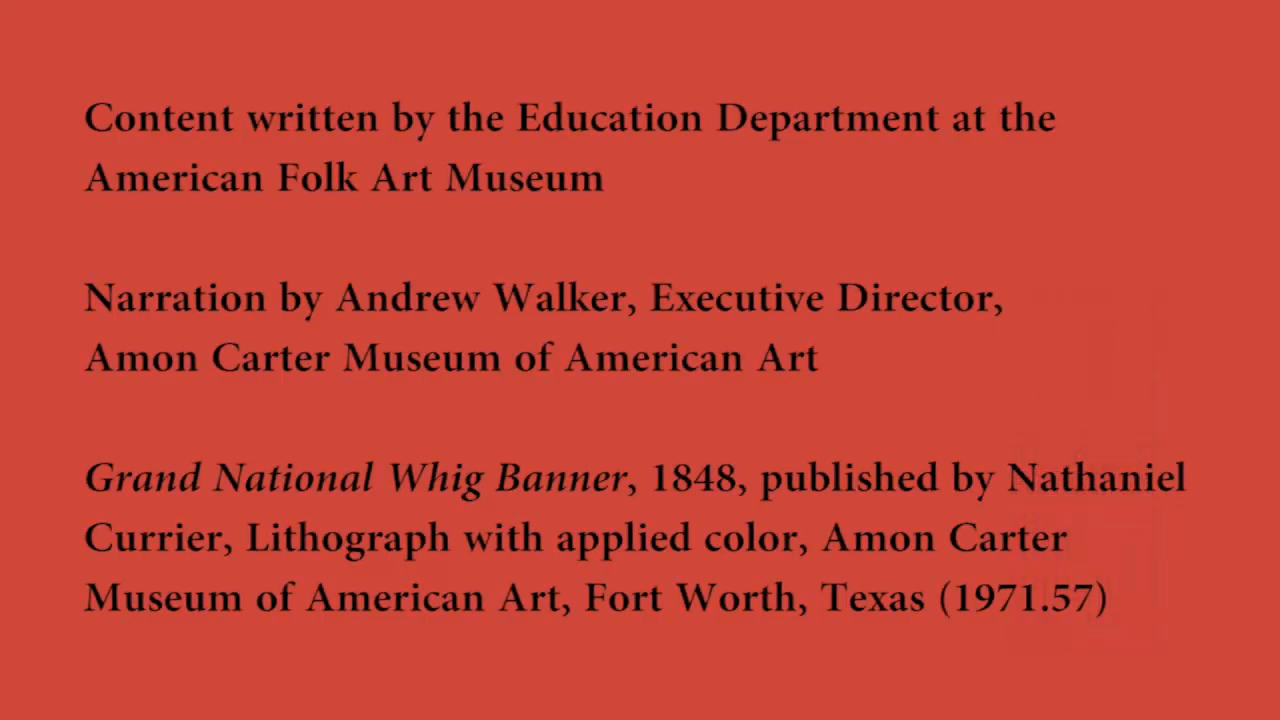 Content written by the Education Department at the
American Folk Art Museum
Narration by Andrew Walker, Executive Director,
Amon Carter Museum of American Art
Grand National Whig Banner, 1848, published by Nathaniel
Currier, Lithograph with applied color, Amon Carter
Museum of American Art, Fort Worth, Texas (1971.57)